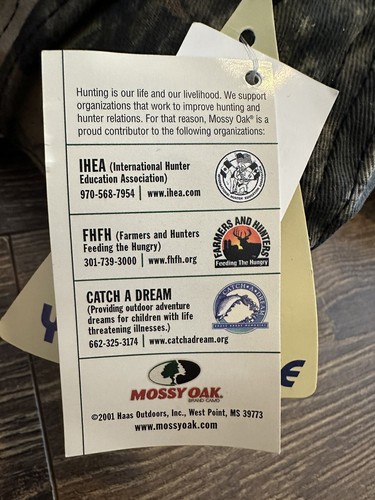 Hunting is our life and our livelihood. We support
organizations that work to improve hunting and
hunter relations. For that reason, Mossy Oak® is a
proud contributor to the following organizations:
IHEA (International Hunter
Education Association)
970-568-7954 | www.ihea.com
FHFH (Farmers and Hunters
Feeding the Hungry)
301-739-3000 | www.fhfh.org
FARMERS AND HUNTERS
Feeding The Hungry
CATCH A DREAM
(Providing outdoor adventure
dreams for children with life
threatening illnesses.)
662-325-3174 | www.catchadream.org
CATCH·A·DREAM
MOSSY OAK®
BRAND CAMO
©2001 Haas Outdoors, Inc., West Point, MS 39773
www.mossyoak.com
Y
E